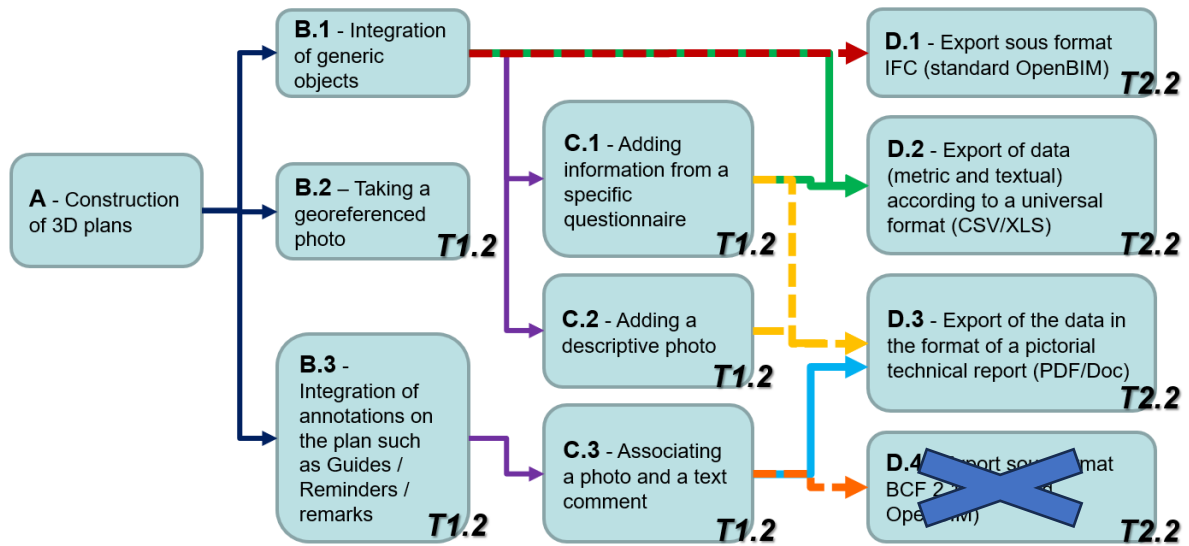 A - Construction
of 3D plans
B.1 - Integration
of generic
objects
B.2 – Taking a
georeferenced
photo
T1.2
B.3 -
Integration of
annotations on
the plan such
as Guides /
Reminders /
remarks
T1.2
C.1 - Adding
information from a
specific
questionnaire
T1.2
C.2 - Adding a
descriptive photo
T1.2
C.3 - Associating
a photo and a text
comment
T1.2
D.1 - Export sous format
IFC (standard OpenBIM)
T2.2
D.2 - Export of data
(metric and textual)
according to a universal
format (CSV/XLS)
T2.2
D.3 - Export of the data in
the format of a pictorial
technical report (PDF/Doc)
T2.2
D.4 Export sous format
BCF 2
T2.2